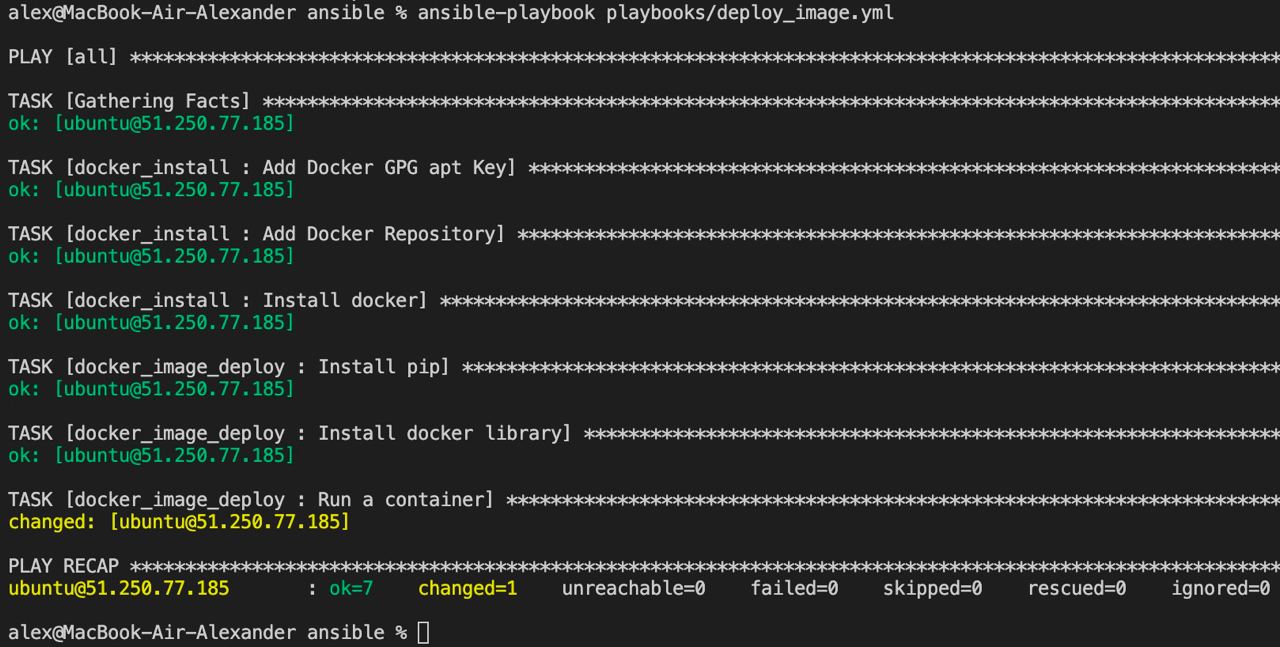 alex@MacBook-Air-Alexander ansible % ansible-playbook playbooks/deploy_image.yml
PLAY [all] ********************************************************************************************************
TASK [Gathering Facts] ********************************************************************************************
ok: [ubuntu@51.250.77.185]
TASK [docker_install : Add Docker GPG apt Key] ********************************************************************
ok: [ubuntu@51.250.77.185]
TASK [docker_install : Add Docker Repository] *********************************************************************
ok: [ubuntu@51.250.77.185]
TASK [docker_install : Install docker] ****************************************************************************
ok: [ubuntu@51.250.77.185]
TASK [docker_image_deploy : Install pip] **************************************************************************
ok: [ubuntu@51.250.77.185]
TASK [docker_image_deploy : Install docker library] ***************************************************************
ok: [ubuntu@51.250.77.185]
TASK [docker_image_deploy : Run a container] **********************************************************************
changed: [ubuntu@51.250.77.185]
PLAY RECAP ********************************************************************************************************
ubuntu@51.250.77.185       : ok=7    changed=1    unreachable=0    failed=0    skipped=0    rescued=0    ignored=0
alex@MacBook-Air-Alexander ansible %